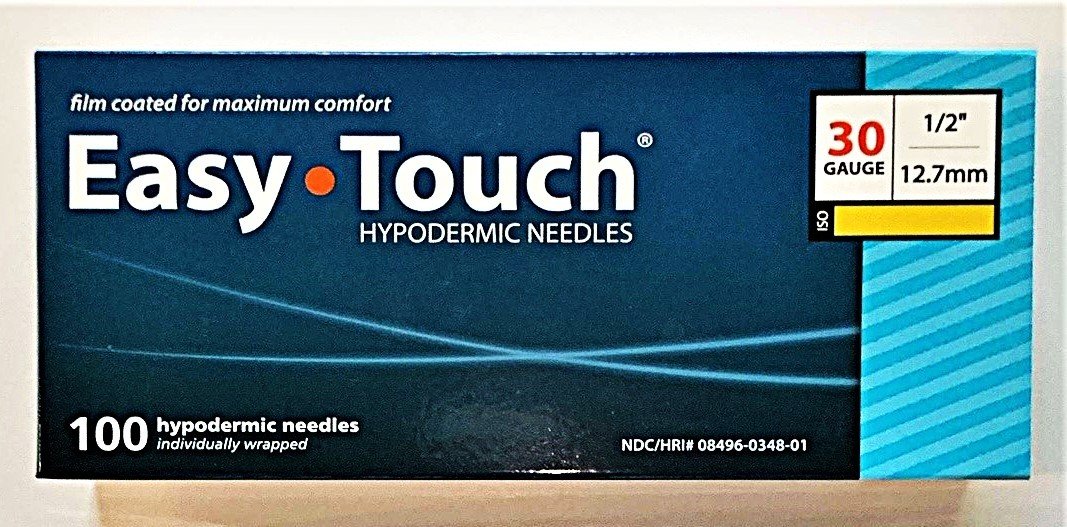 film coated for maximum comfort
Easy•Touch®
HYPODERMIC NEEDLES
30
GAUGE
1/2"
12.7mm
ISO
100 hypodermic needles
individually wrapped
NDC/HRI# 08496-0348-01